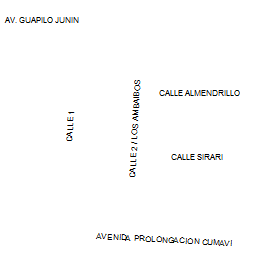 AV. GUAPILO JUNIN
CALLE 1
CALLE 2 / LOS AMBAIBOS
CALLE ALMENDRILLO
CALLE SIRARI
AVENIDA PROLONGACION CUMAVI